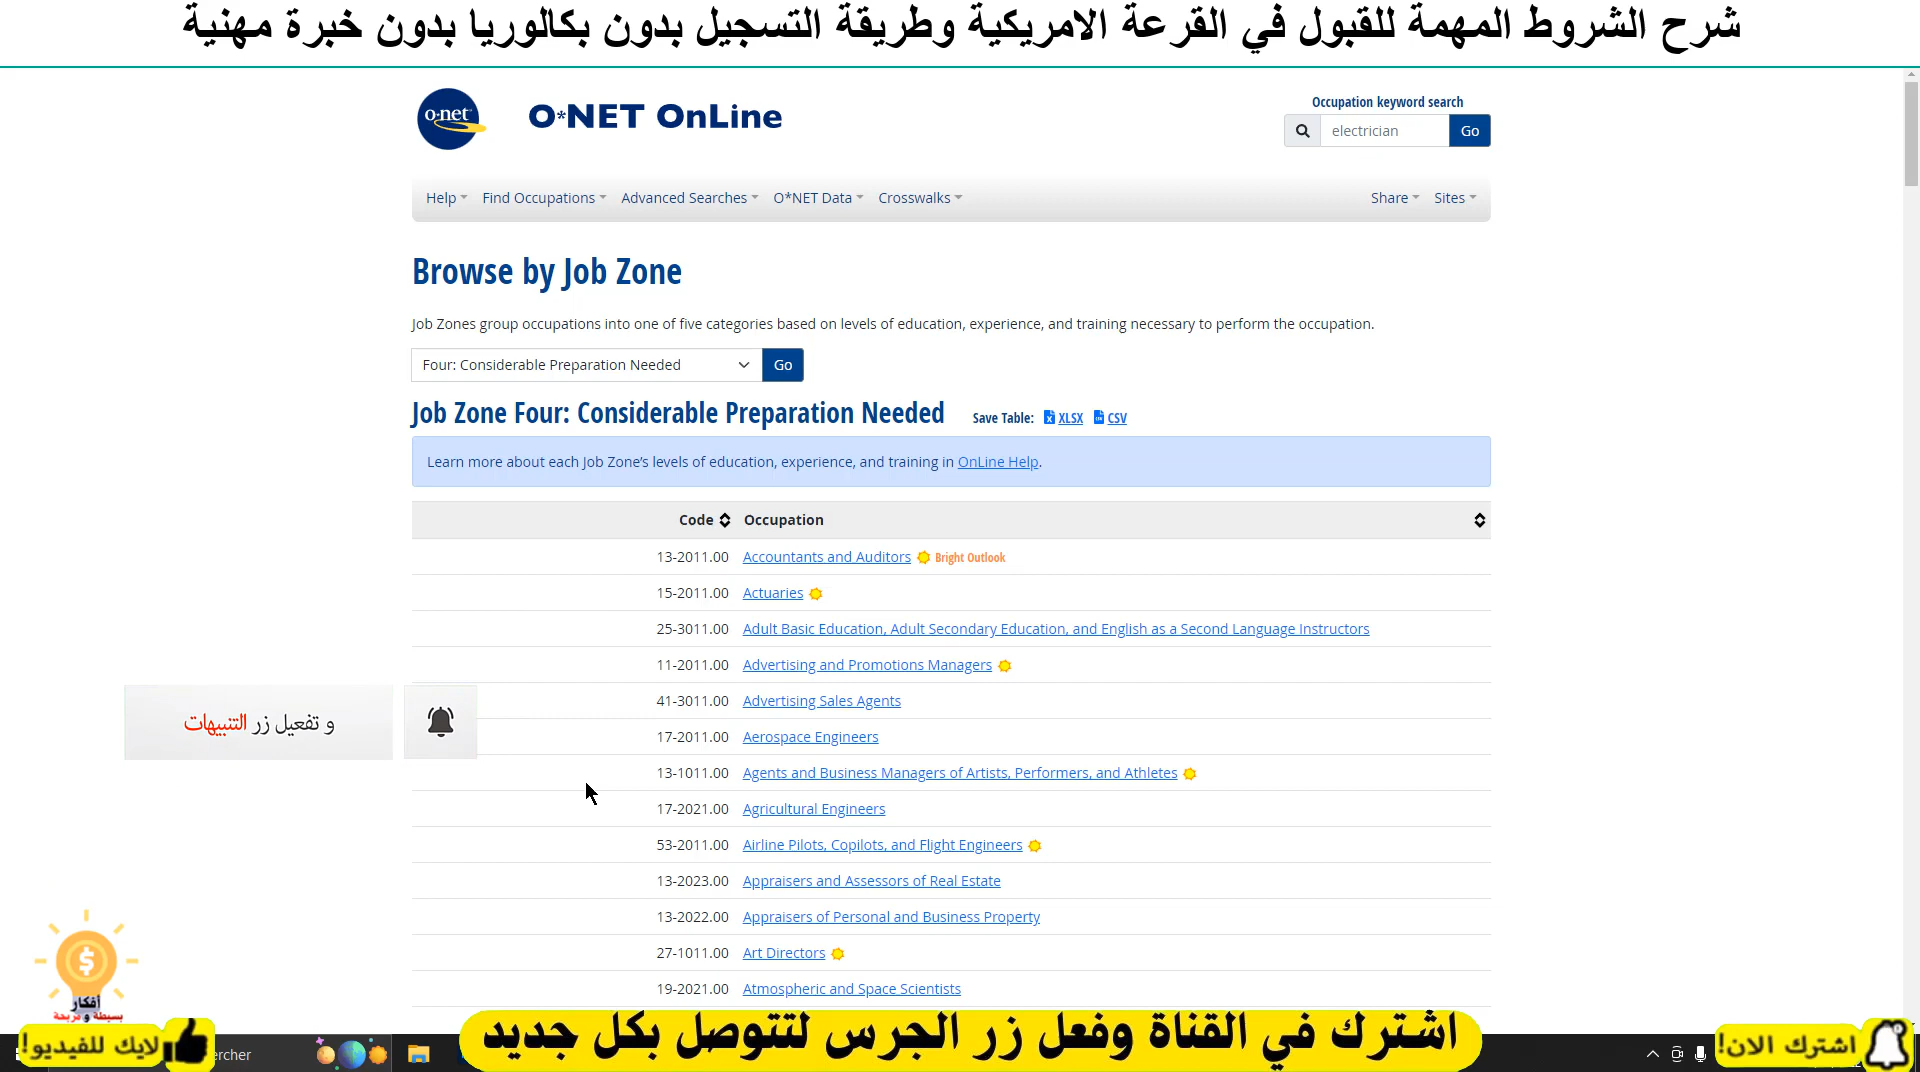 شرح الشروط المهمة للقبول في القرعة الامريكية وطريقة التسجيل بدون بكالوريا بدون خبرة مهنية
o·net
O*NET OnLine
Occupation keyword search
electrician
Go
Help
Find Occupations
Advanced Searches
O*NET Data
Crosswalks
Share
Sites
Browse by Job Zone
Job Zones group occupations into one of five categories based on levels of education, experience, and training necessary to perform the occupation.
Four: Considerable Preparation Needed
Go
Job Zone Four: Considerable Preparation Needed
Save Table: XLSX CSV
Learn more about each Job Zone’s levels of education, experience, and training in OnLine Help.
Code Occupation
13-2011.00 Accountants and Auditors Bright Outlook
15-2011.00 Actuaries
25-3011.00 Adult Basic Education, Adult Secondary Education, and English as a Second Language Instructors
11-2011.00 Advertising and Promotions Managers
41-3011.00 Advertising Sales Agents
17-2011.00 Aerospace Engineers
و تفعيل زر التنبيهات
13-1011.00 Agents and Business Managers of Artists, Performers, and Athletes
17-2021.00 Agricultural Engineers
53-2011.00 Airline Pilots, Copilots, and Flight Engineers
13-2023.00 Appraisers and Assessors of Real Estate
13-2022.00 Appraisers of Personal and Business Property
27-1011.00 Art Directors
19-2021.00 Atmospheric and Space Scientists
$
أفكار
بسيطة و مربحة
لايك للفيديو!
ercher
اشترك في القناة وفعل زر الجرس لتتوصل بكل جديد
اشترك الان!